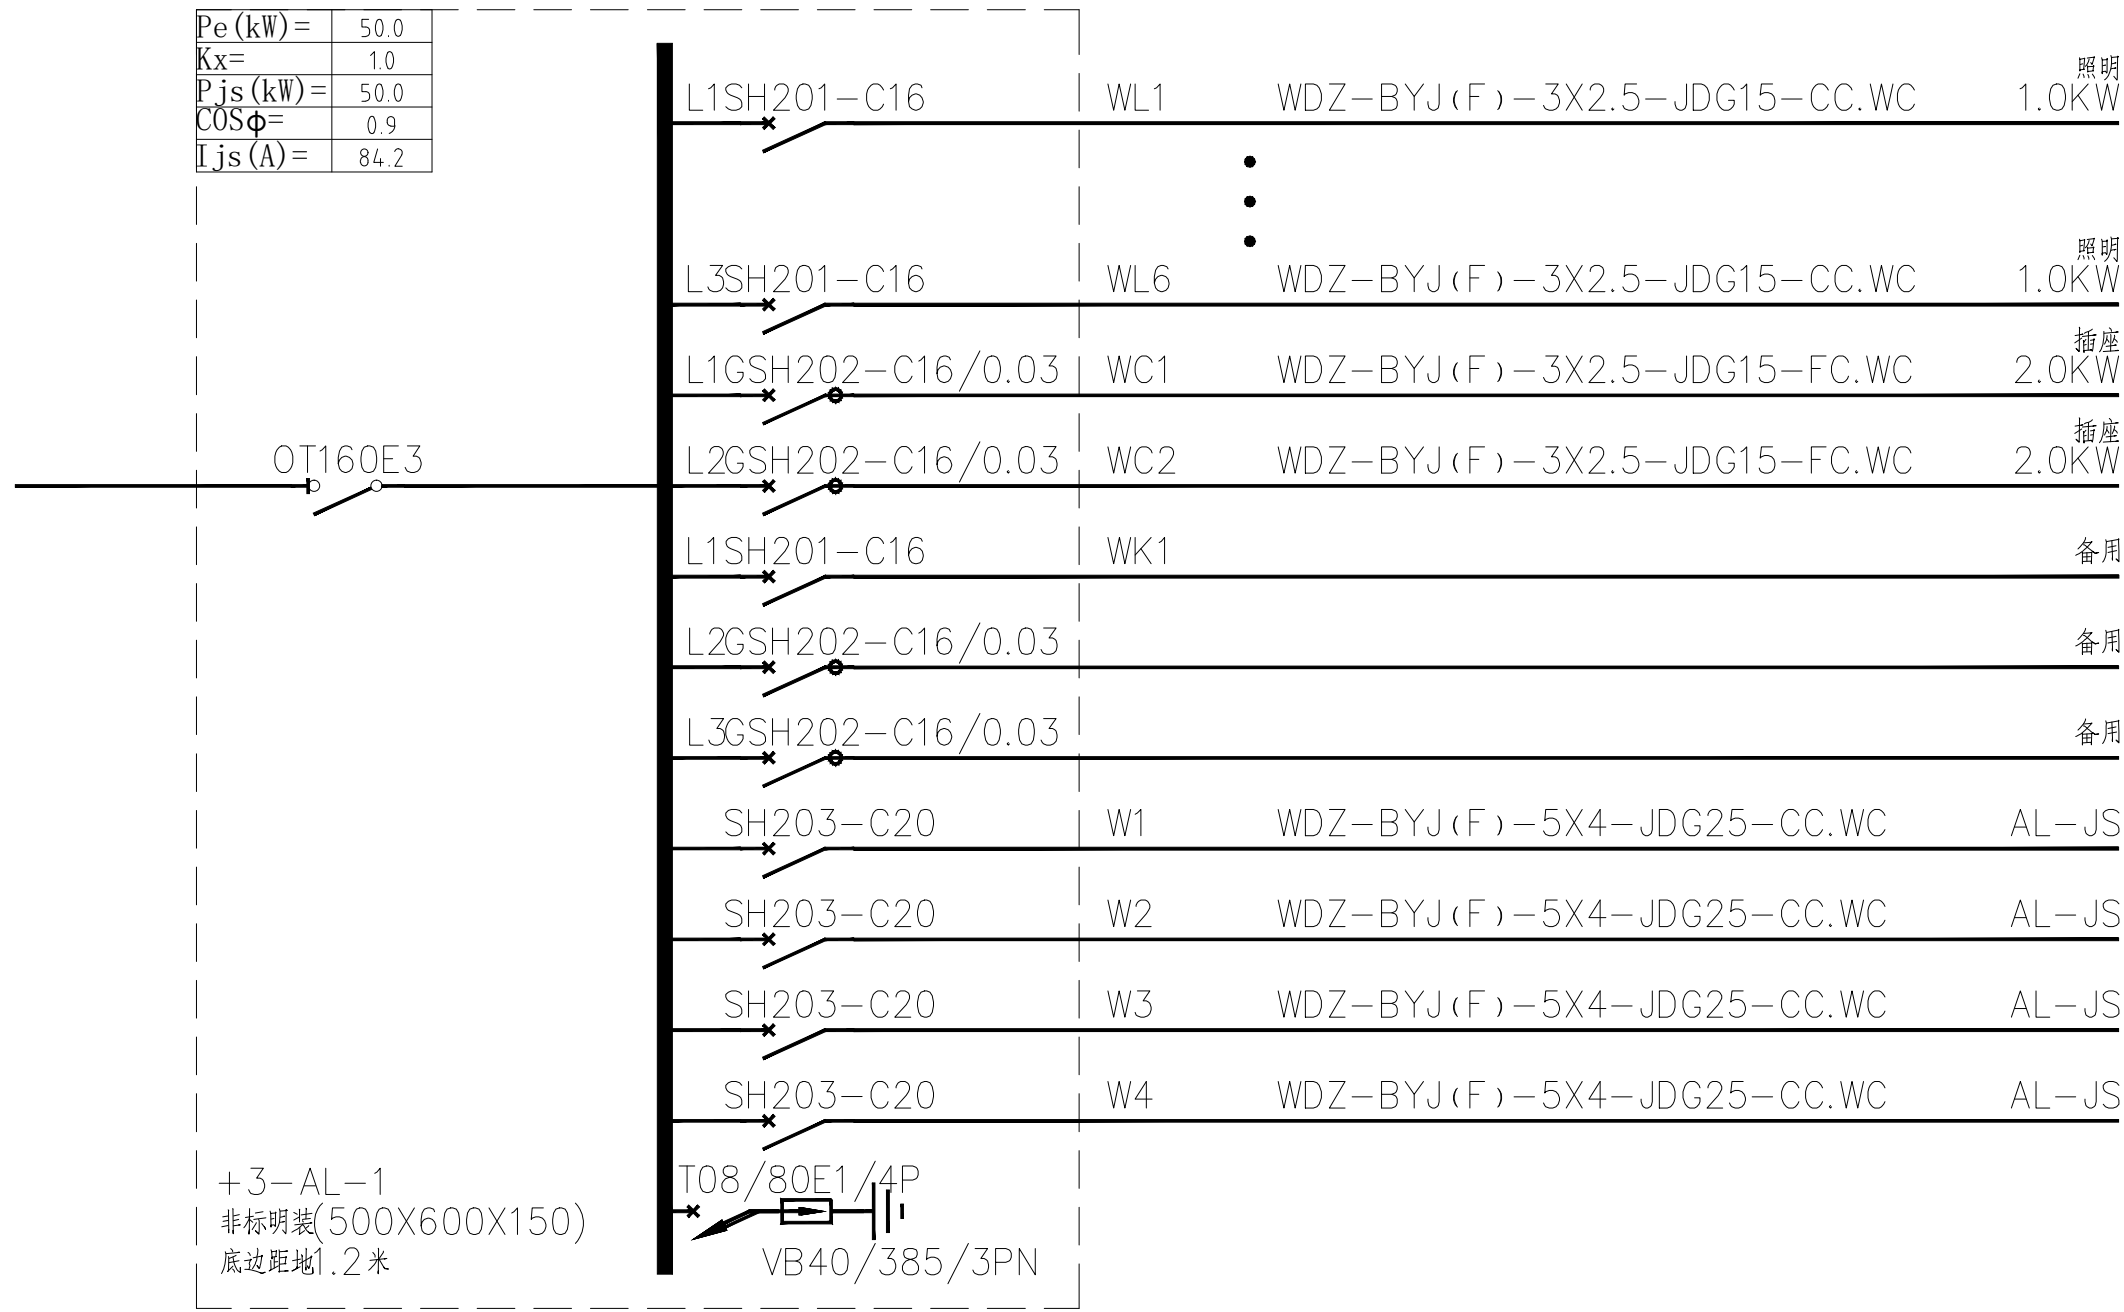 Pe(kW)= 50.0
Kx= 1.0
Pjs(kW)= 50.0
COSϕ= 0.9
Ijs(A)= 84.2
照明
L1SH201-C16 WL1 WDZ-BYJ(F)-3X2.5-JDG15-CC.WC 1.0KW
照明
L3SH201-C16 WL6 WDZ-BYJ(F)-3X2.5-JDG15-CC.WC 1.0KW
插座
L1GSH202-C16/0.03 WC1 WDZ-BYJ(F)-3X2.5-JDG15-FC.WC 2.0KW
插座
OT160E3 L2GSH202-C16/0.03 WC2 WDZ-BYJ(F)-3X2.5-JDG15-FC.WC 2.0KW
L1SH201-C16 WK1 备用
L2GSH202-C16/0.03 备用
L3GSH202-C16/0.03 备用
SH203-C20 W1 WDZ-BYJ(F)-5X4-JDG25-CC.WC AL-JS
SH203-C20 W2 WDZ-BYJ(F)-5X4-JDG25-CC.WC AL-JS
SH203-C20 W3 WDZ-BYJ(F)-5X4-JDG25-CC.WC AL-JS
SH203-C20 W4 WDZ-BYJ(F)-5X4-JDG25-CC.WC AL-JS
+3-AL-1 T08/80E1/4P
非标明装(500X600X150)
底边距地1.2米 VB40/385/3PN